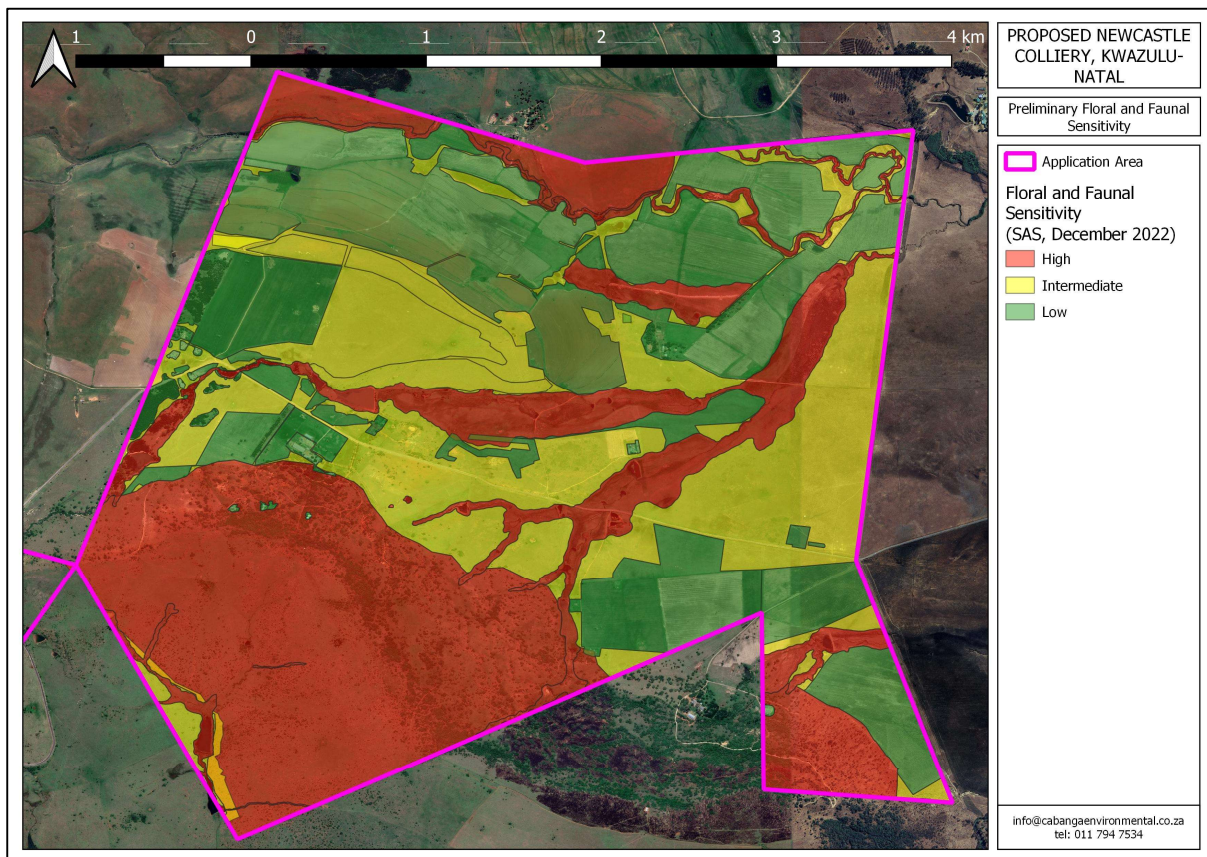 1 0 1 2 3 4 km
PROPOSED NEWCASTLE
COLLIERY, KWAZULU-
NATAL
Preliminary Floral and Faunal
Sensitivity
Application Area
Floral and Faunal
Sensitivity
(SAS, December 2022)
High
Intermediate
Low
info@cabangaenvironmental.co.za
tel: 011 794 7534